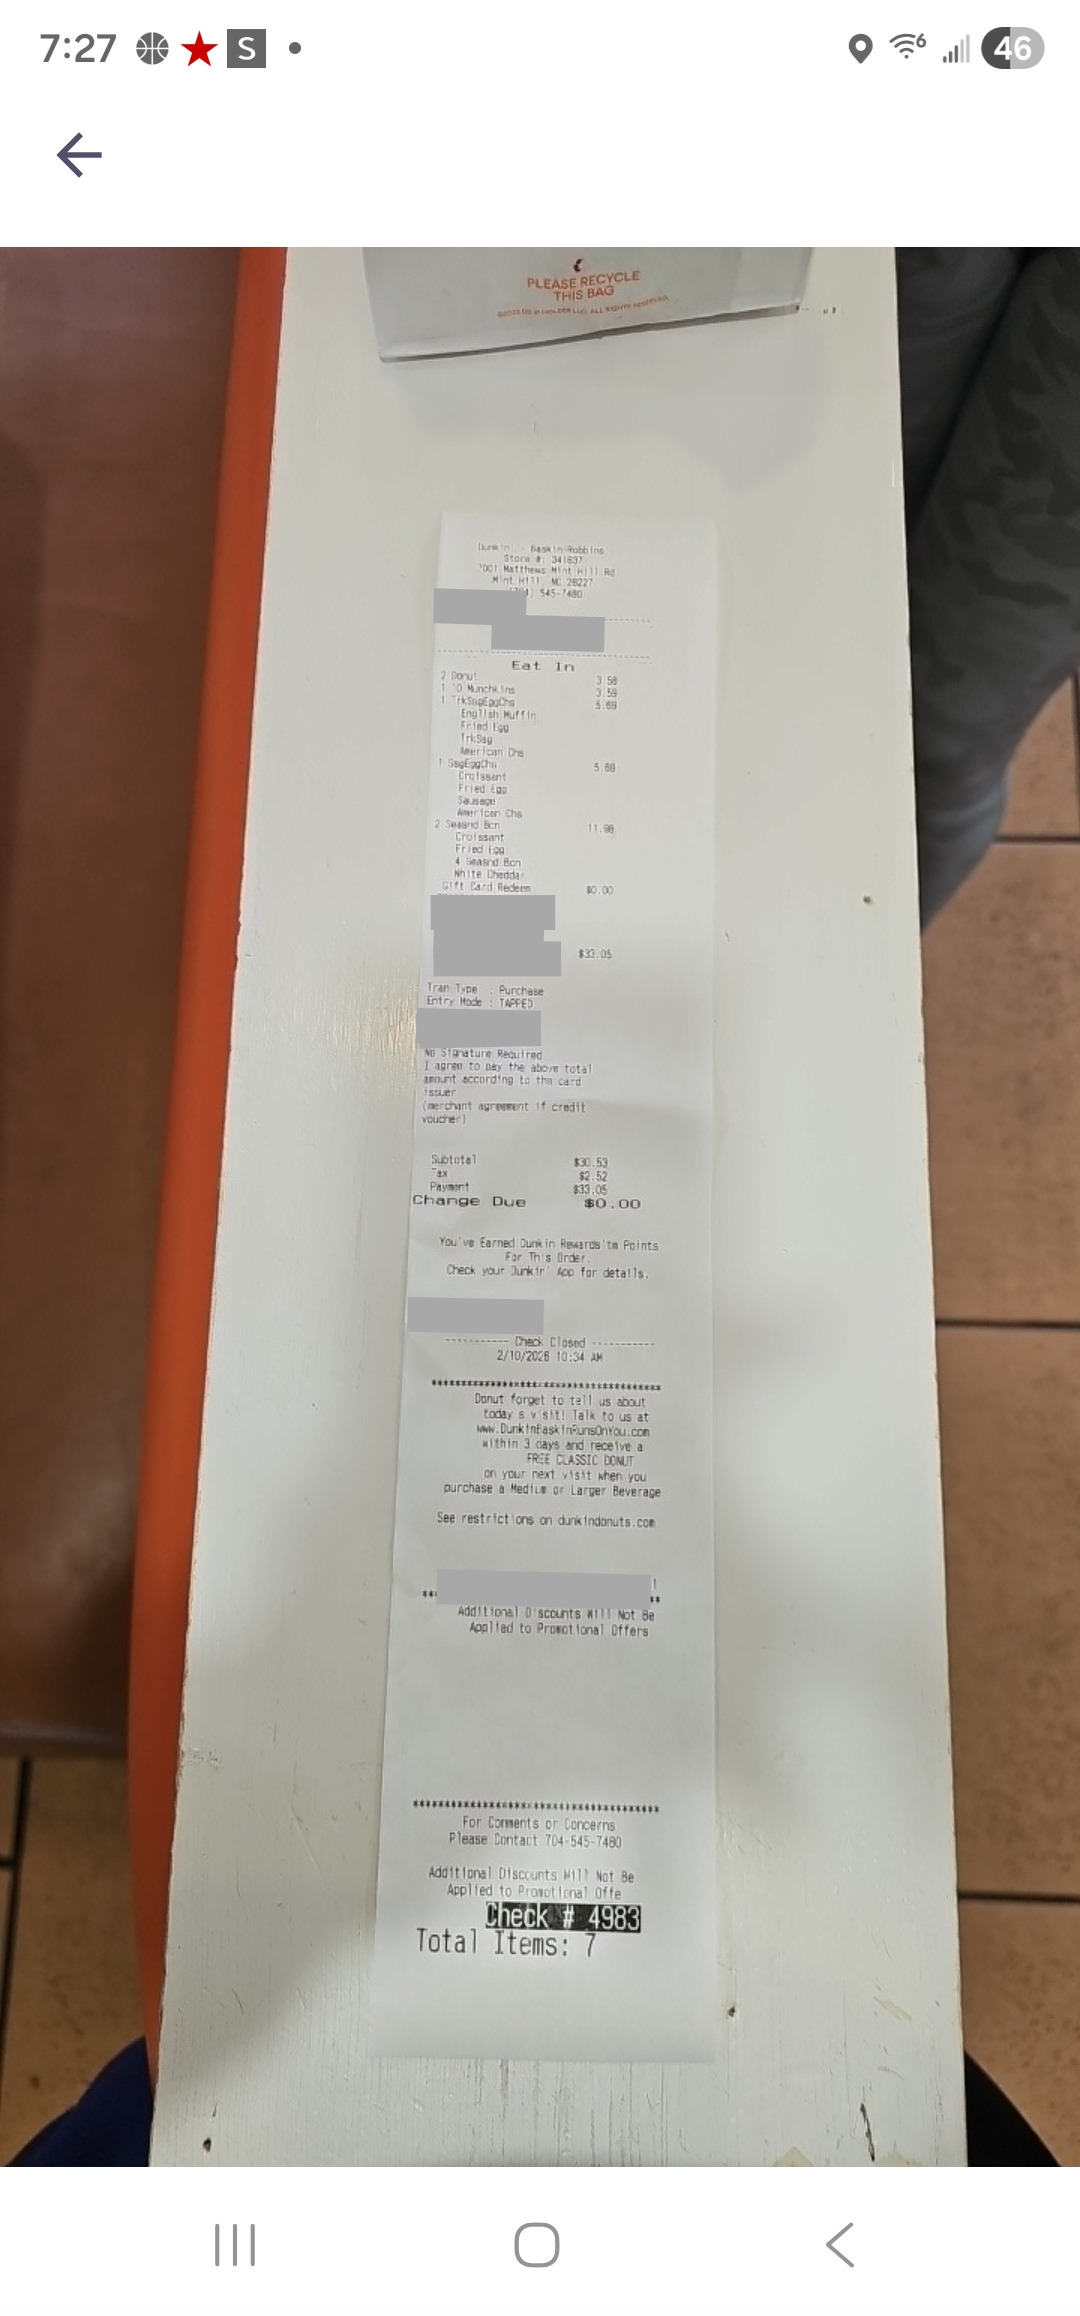 7:27 S 46
PLEASE RECYCLE
THIS BAG
ALL RIGHTS RESERVED
Dunkin' - Baskin-Robbins
Store #: 341637
7001 Matthews Mint Hill Rd
Mint Hill, NC 28227
(704) 545-7480
Eat In
2 Donut 3.58
1 10 Munchkins 3.59
1 TrkSsgEggChs 5.69
English Muffin
Fried Egg
TrkSsg
American Chs
1 SsgEggChs 5.69
Croissant
Fried Egg
Sausage
American Chs
2 Seasnd Bcn 11.98
Croissant
Fried Egg
4 Seasnd Bcn
White Cheddar
Gift Card Redeem $0.00
$33.05
Tran Type : Purchase
Entry Mode : TAPPED
No Signature Required
I agree to pay the above total
amount according to the card
issuer
(merchant agreement if credit
voucher)
Subtotal $30.53
Tax $2.52
Payment $33.05
Change Due $0.00
You've Earned Dunkin Rewards'tm Points
For This Order.
Check your Dunkin' App for details.
---------- Check Closed ----------
2/10/2026 10:34 AM
Donut forget to tell us about
today's visit! Talk to us at
www.DunkinBaskinRunsOnYou.com
within 3 days and receive a
FREE CLASSIC DONUT
on your next visit when you
purchase a Medium or Larger Beverage
See restrictions on dunkindonuts.com
Additional Discounts Will Not Be
Applied to Promotional Offers
For Comments or Concerns
Please Contact 704-545-7480
Additional Discounts Will Not Be
Applied to Promotional Offe
Check # 4983
Total Items: 7